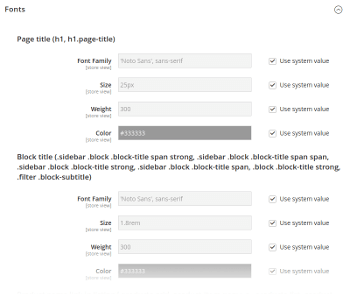 Fonts
Page title (h1, h1.page-title)
Font Family 'Noto Sans', sans-serif Use system value
[store view]
Size 25px Use system value
[store view]
Weight 300 Use system value
[store view]
Color #333333 Use system value
[store view]
Block title (.sidebar .block .block-title span strong, .sidebar .block .block-title span span,
.sidebar .block .block-title strong, .sidebar .block .block-title span, .block .block-title strong,
.filter .block-subtitle)
Font Family 'Noto Sans', sans-serif Use system value
[store view]
Size 1.8rem Use system value
[store view]
Weight 300 Use system value
[store view]
Color #333333 Use system value
[store view]